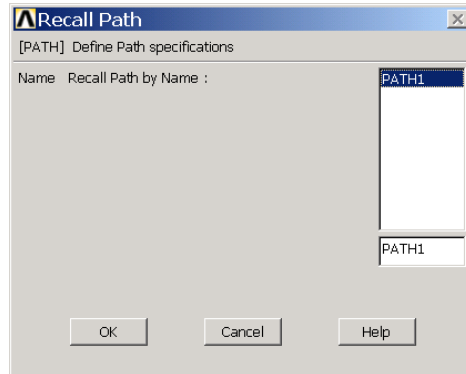 Recall Path
[PATH] Define Path specifications
Name Recall Path by Name :
PATH1
PATH1
OK Cancel Help